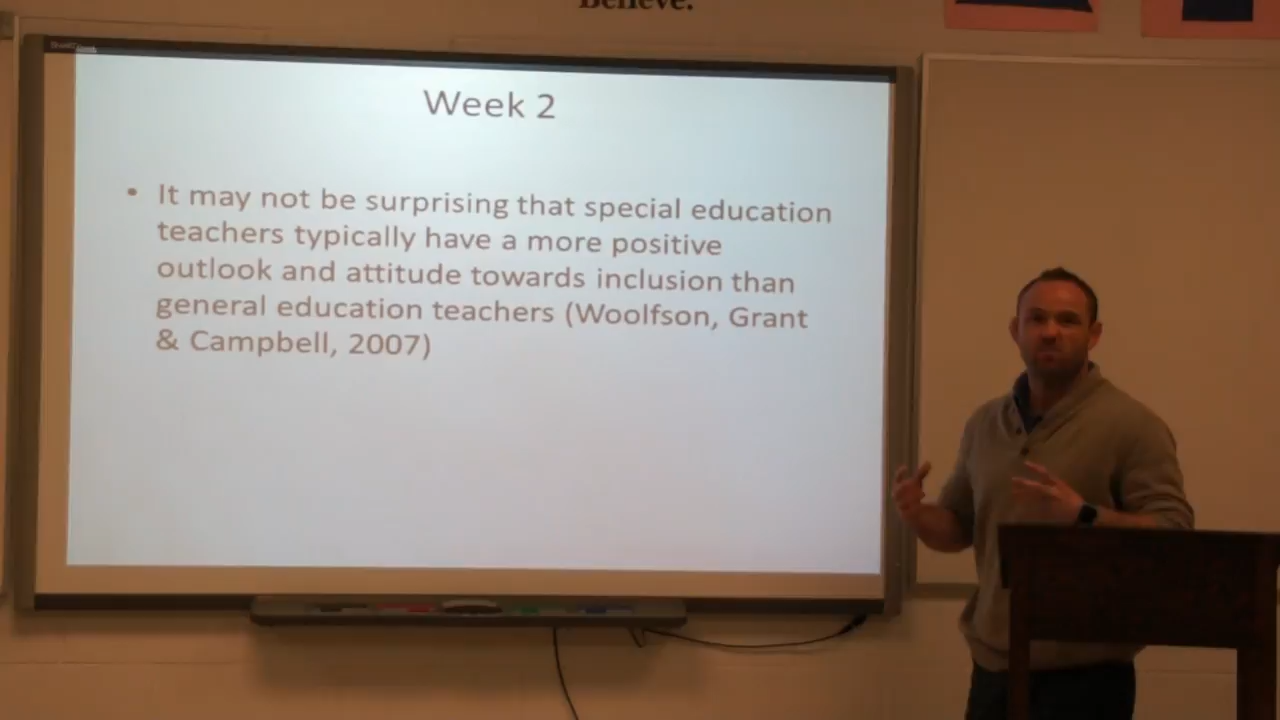 Believe.
Week 2
• It may not be surprising that special education
teachers typically have a more positive
outlook and attitude towards inclusion than
general education teachers (Woolfson, Grant
& Campbell, 2007)